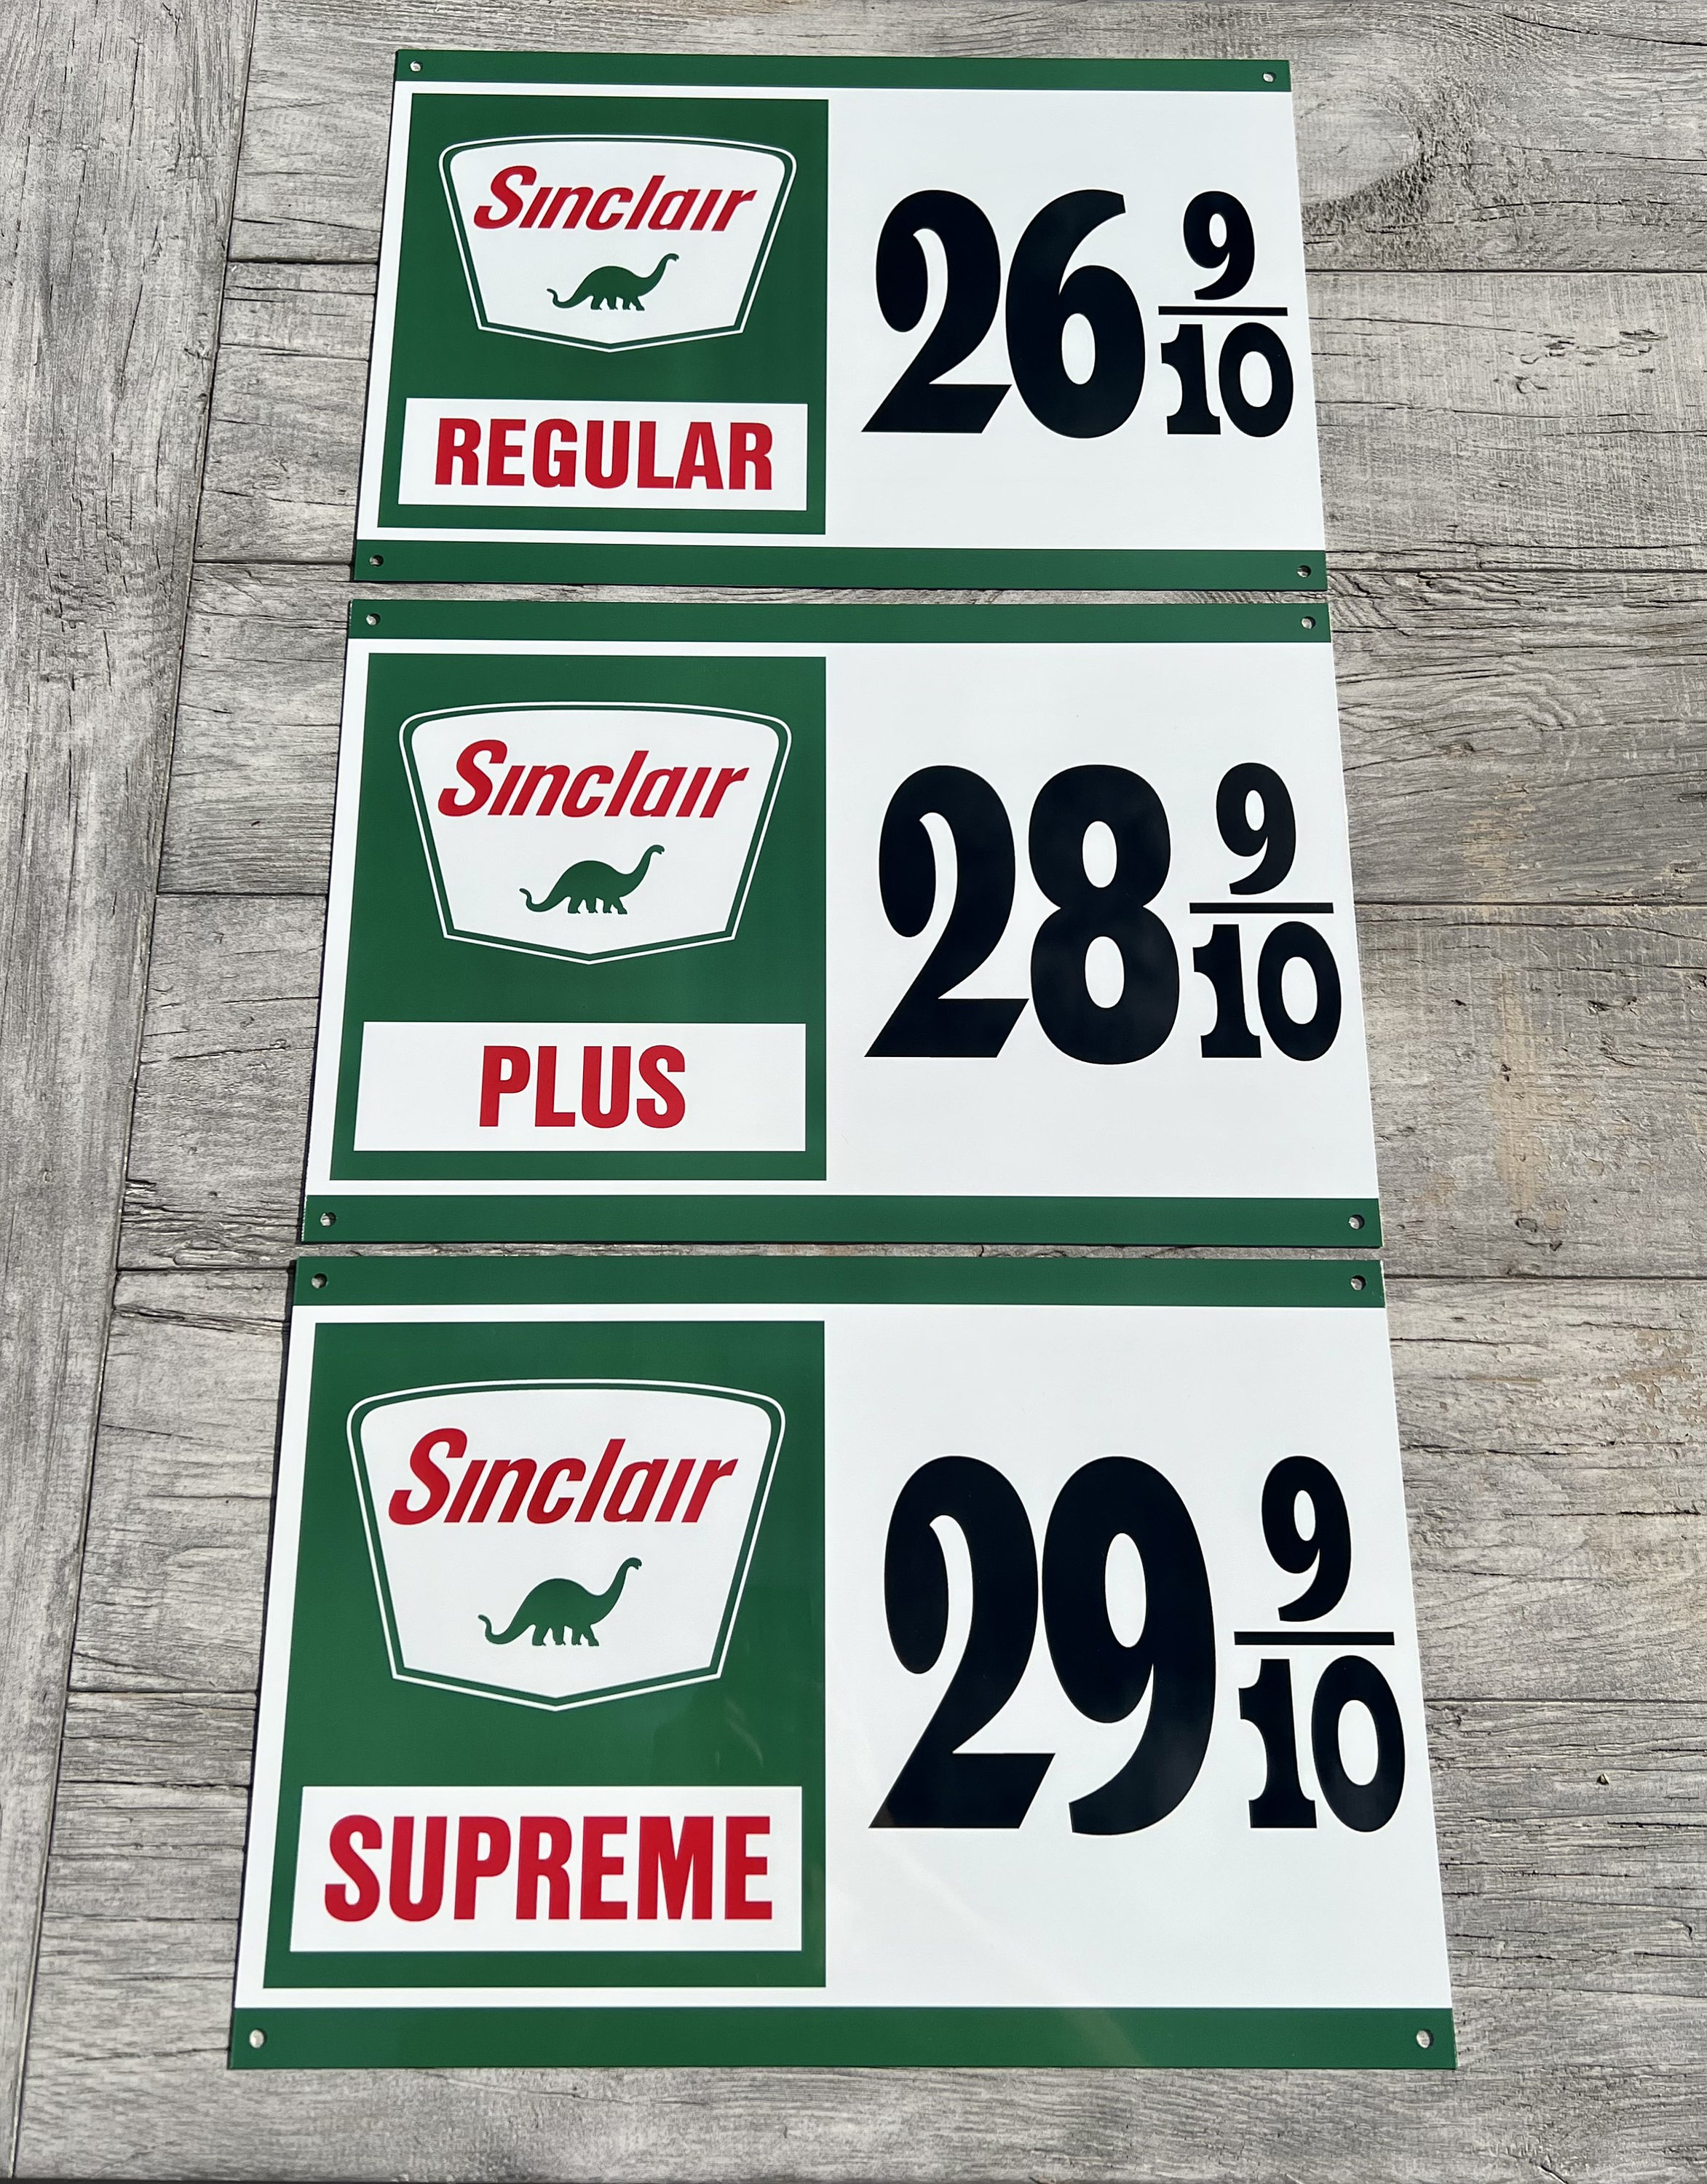 Sinclair
REGULAR
26 9/10
Sinclair
PLUS
28 9/10
Sinclair
SUPREME
29 9/10